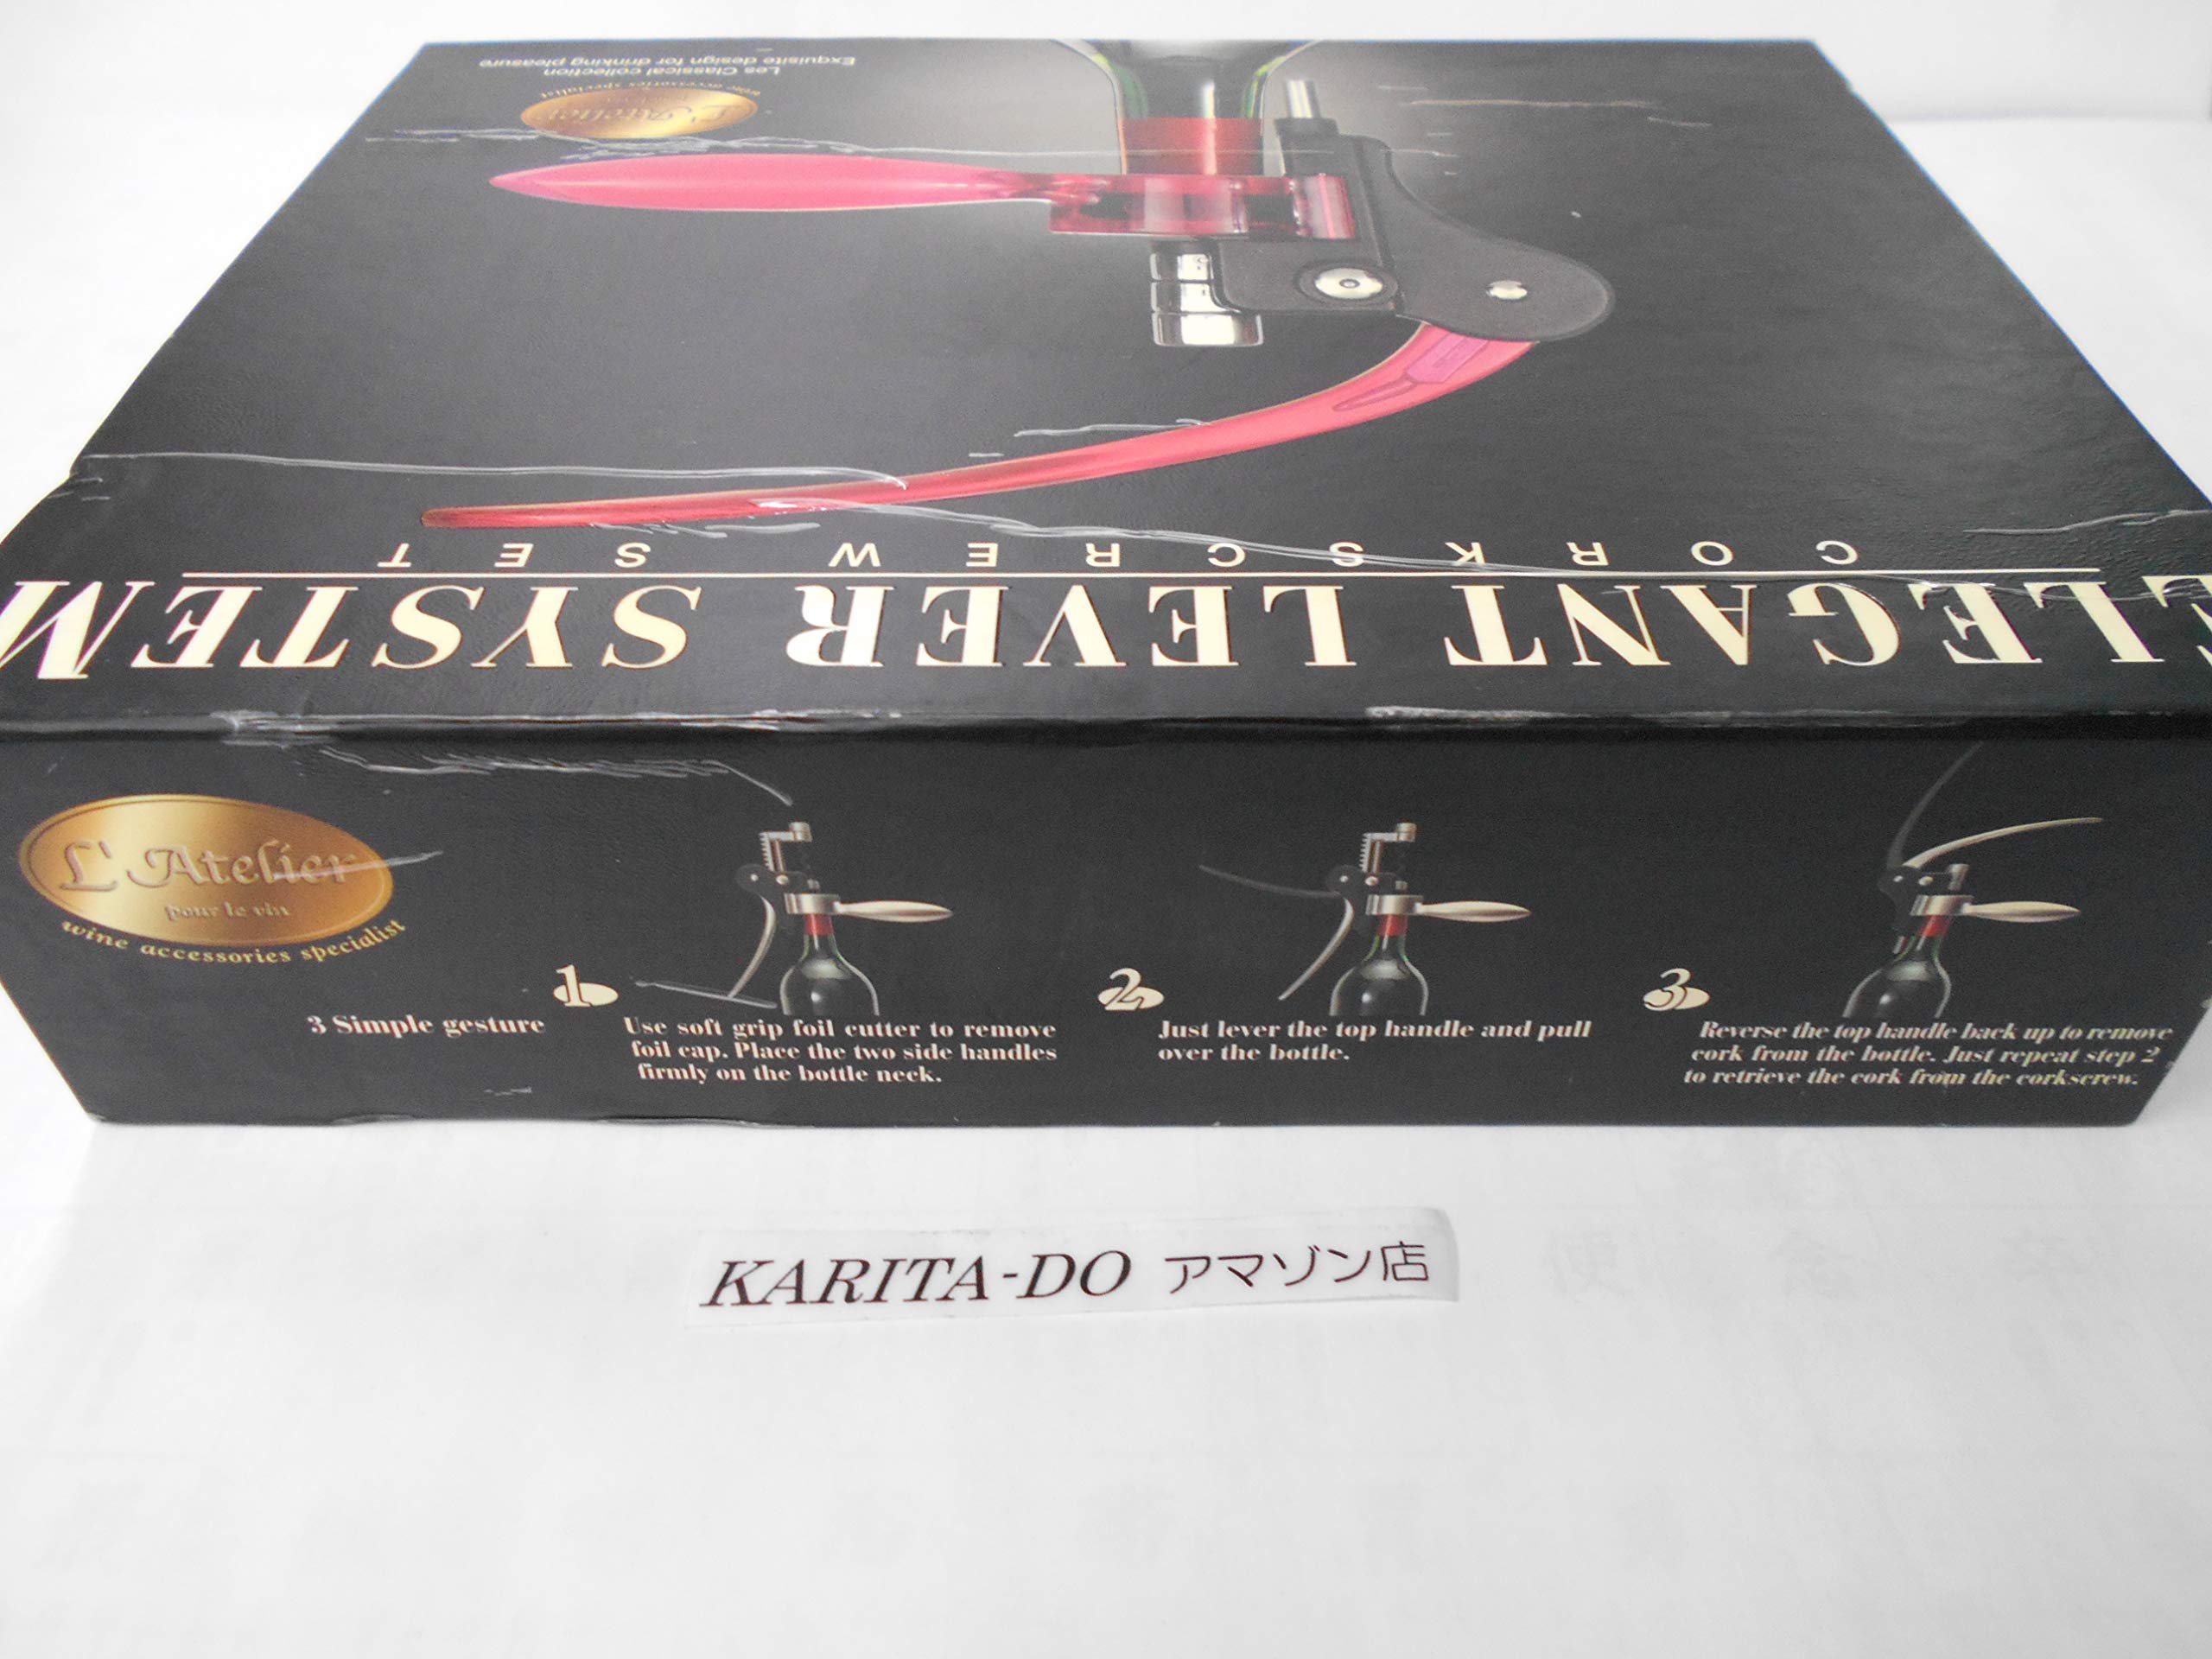 Exquisite design for drinking pleasure
Les Classical collection
wine accessories specialist
L'Atelier
CORKSCREW SET
ELEGANT LEVER SYSTEM
L'Atelier
pour le vin
wine accessories specialist
3 Simple gesture
1
Use soft grip foil cutter to remove
foil cap. Place the two side handles
firmly on the bottle neck.
2
Just lever the top handle and pull
over the bottle.
3
Reverse the top handle back up to remove
cork from the bottle. Just repeat step 2
to retrieve the cork from the corkscrew.
KARITA-DO アマゾン店